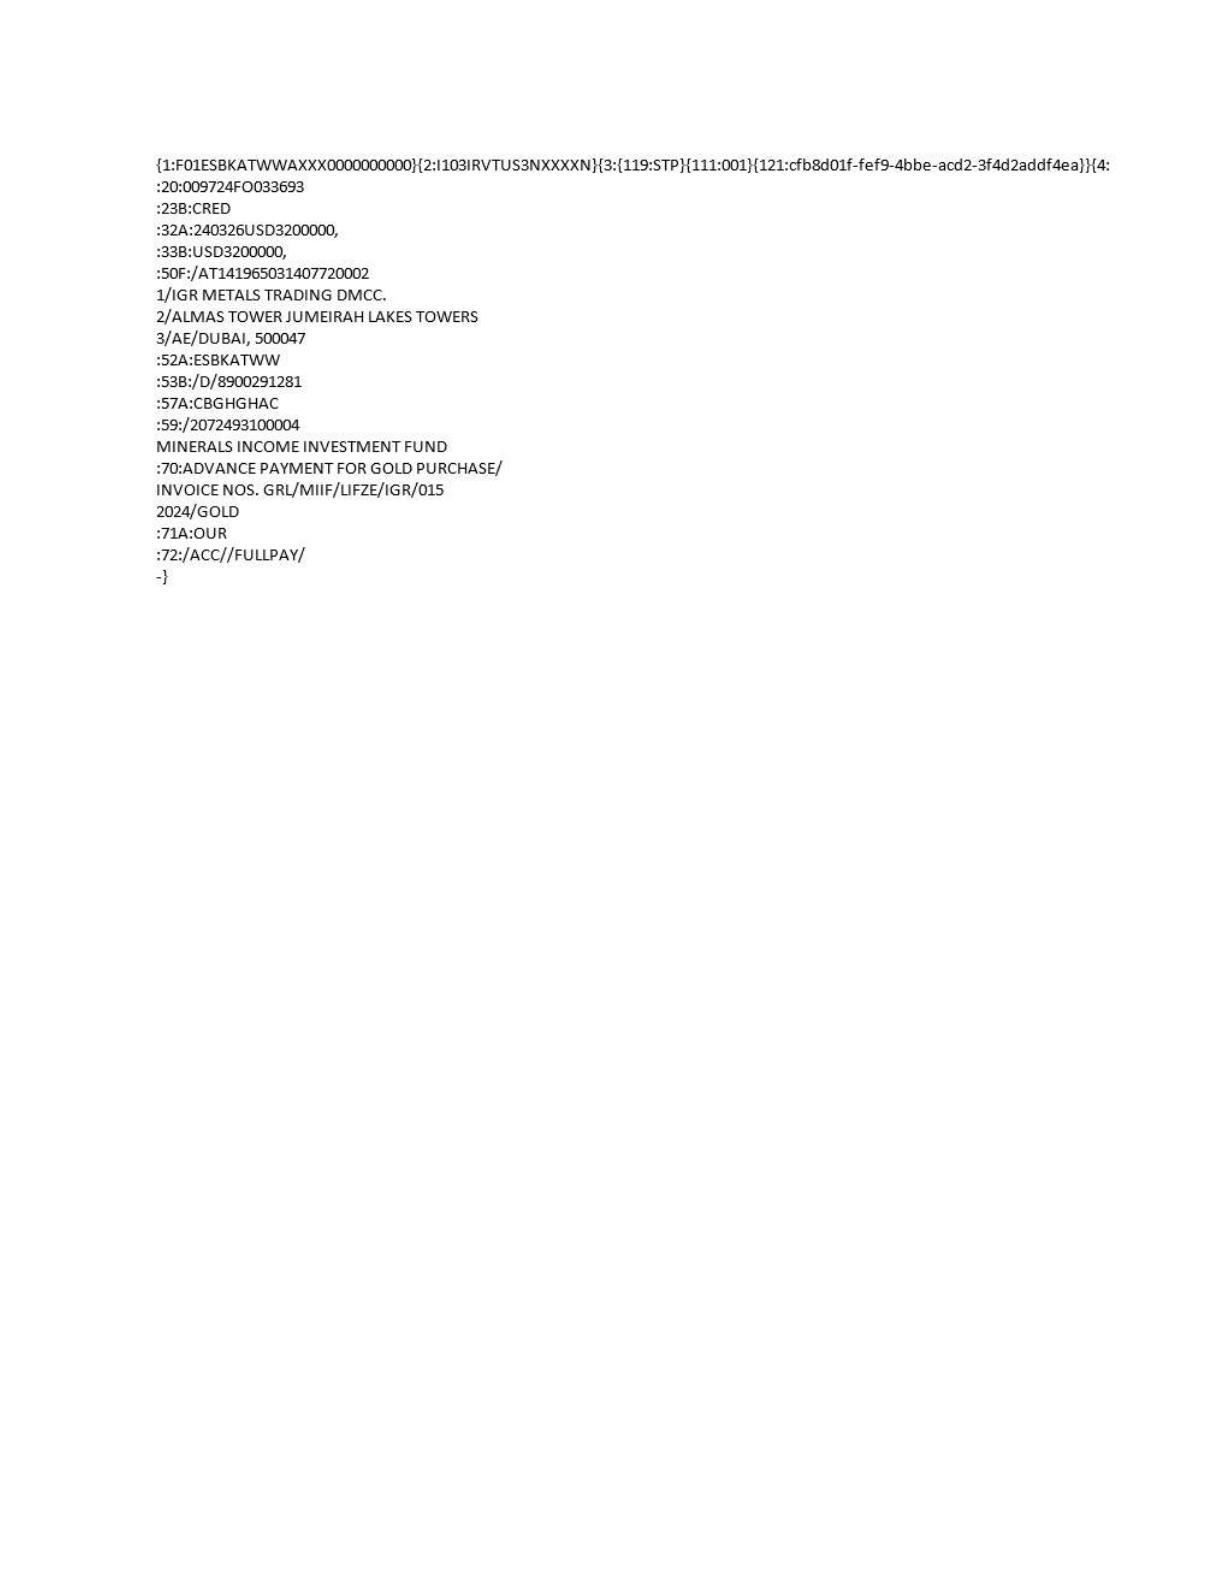 {1:F01ESBKATWWAXXX0000000000}{2:I103IRVTUS3NXXXXN}{3:{119:STP}{111:001}{121:cfb8d01f-fef9-4bbe-acd2-3f4d2addf4ea}}{4:
:20:009724FO033693
:23B:CRED
:32A:240326USD3200000,
:33B:USD3200000,
:50F:/AT141965031407720002
1/IGR METALS TRADING DMCC.
2/ALMAS TOWER JUMEIRAH LAKES TOWERS
3/AE/DUBAI, 500047
:52A:ESBKATWW
:53B:/D/8900291281
:57A:CBGHGHAC
:59:/2072493100004
MINERALS INCOME INVESTMENT FUND
:70:ADVANCE PAYMENT FOR GOLD PURCHASE/
INVOICE NOS. GRL/MIIF/LIFZE/IGR/015
2024/GOLD
:71A:OUR
:72:/ACC//FULLPAY/
-}